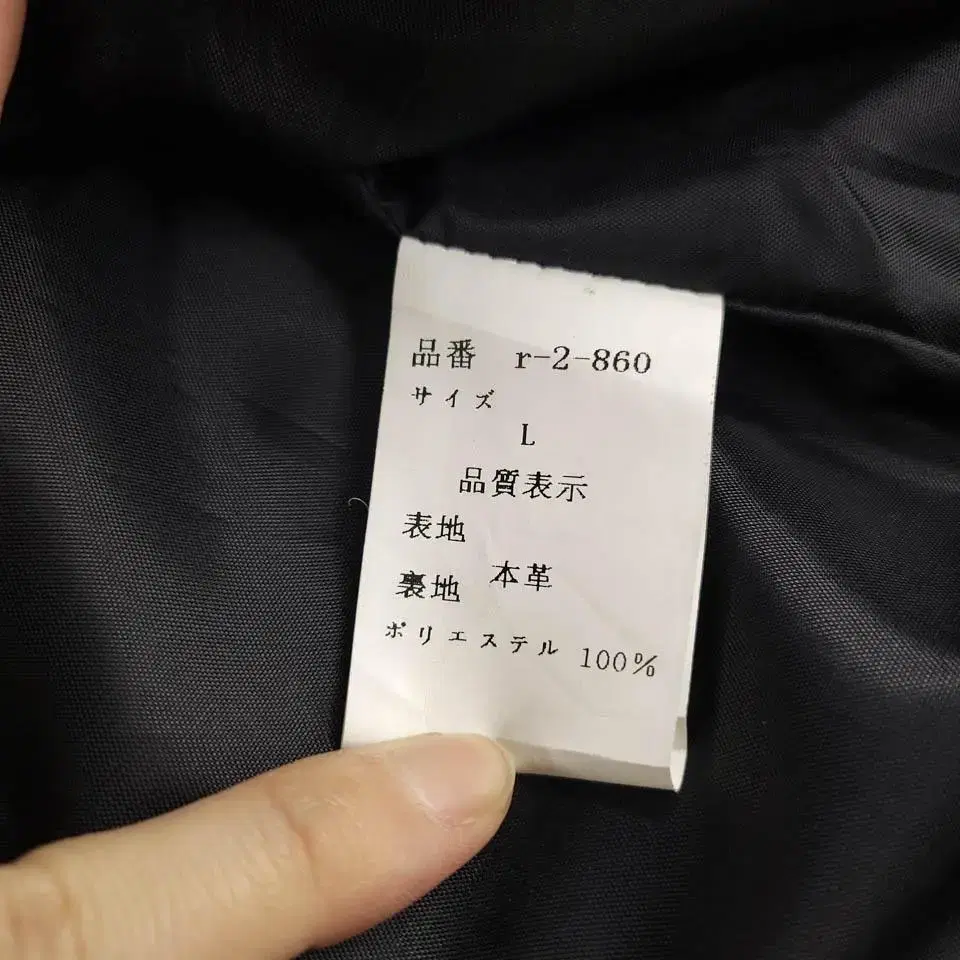 品番 r-2-860
サイズ
L
品質表示
表地
本革
裏地
ポリエステル 100%